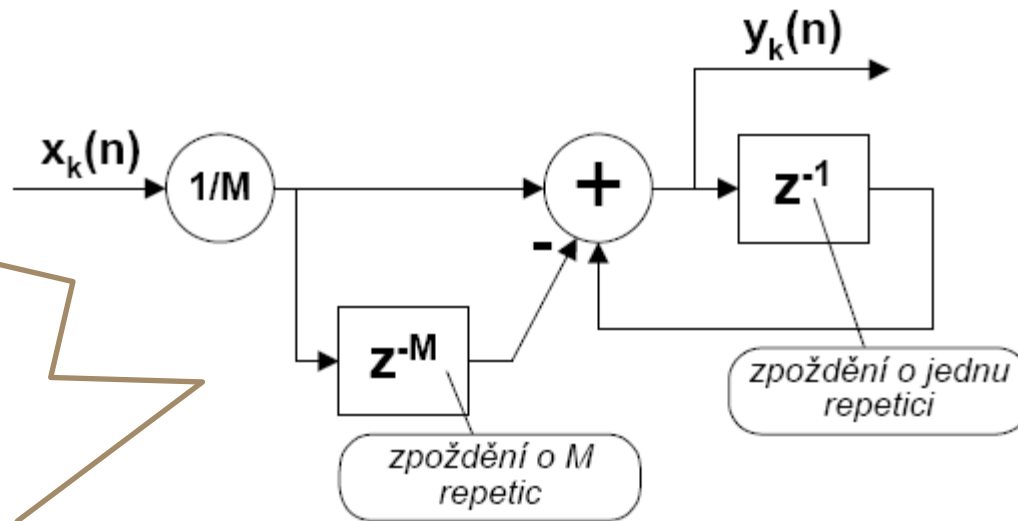 y_k(n)
x_k(n)
1/M
+
z^-1
-
z^-M
zpoždění o jednu
repetici
zpoždění o M
repetic